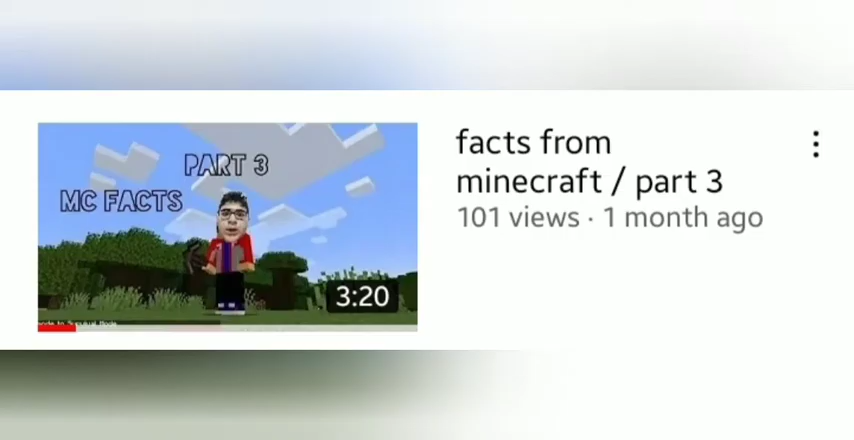 PART 3
MC FACTS
3:20
facts from
minecraft / part 3
101 views · 1 month ago